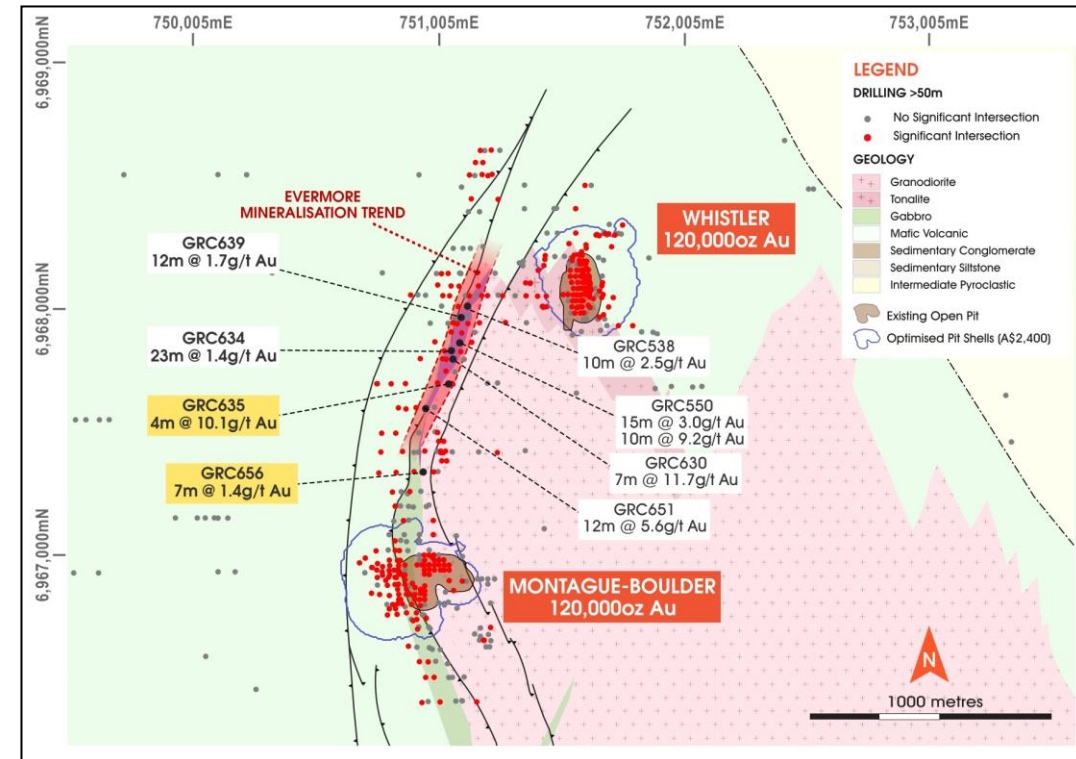 750,005mE
751,005mE
752,005mE
753,005mE
6,969,000mN
6,968,000mN
6,967,000mN
LEGEND
DRILLING >50m
No Significant Intersection
Significant Intersection
GEOLOGY
Granodiorite
Tonalite
Gabbro
Mafic Volcanic
Sedimentary Conglomerate
Sedimentary Siltstone
Intermediate Pyroclastic
Existing Open Pit
Optimised Pit Shells (A$2,400)
EVERMORE
MINERALISATION TREND
WHISTLER
120,000oz Au
GRC639
12m @ 1.7g/t Au
GRC634
23m @ 1.4g/t Au
GRC635
4m @ 10.1g/t Au
GRC656
7m @ 1.4g/t Au
GRC538
10m @ 2.5g/t Au
GRC550
15m @ 3.0g/t Au
10m @ 9.2g/t Au
GRC630
7m @ 11.7g/t Au
GRC651
12m @ 5.6g/t Au
MONTAGUE-BOULDER
120,000oz Au
N
1000 metres